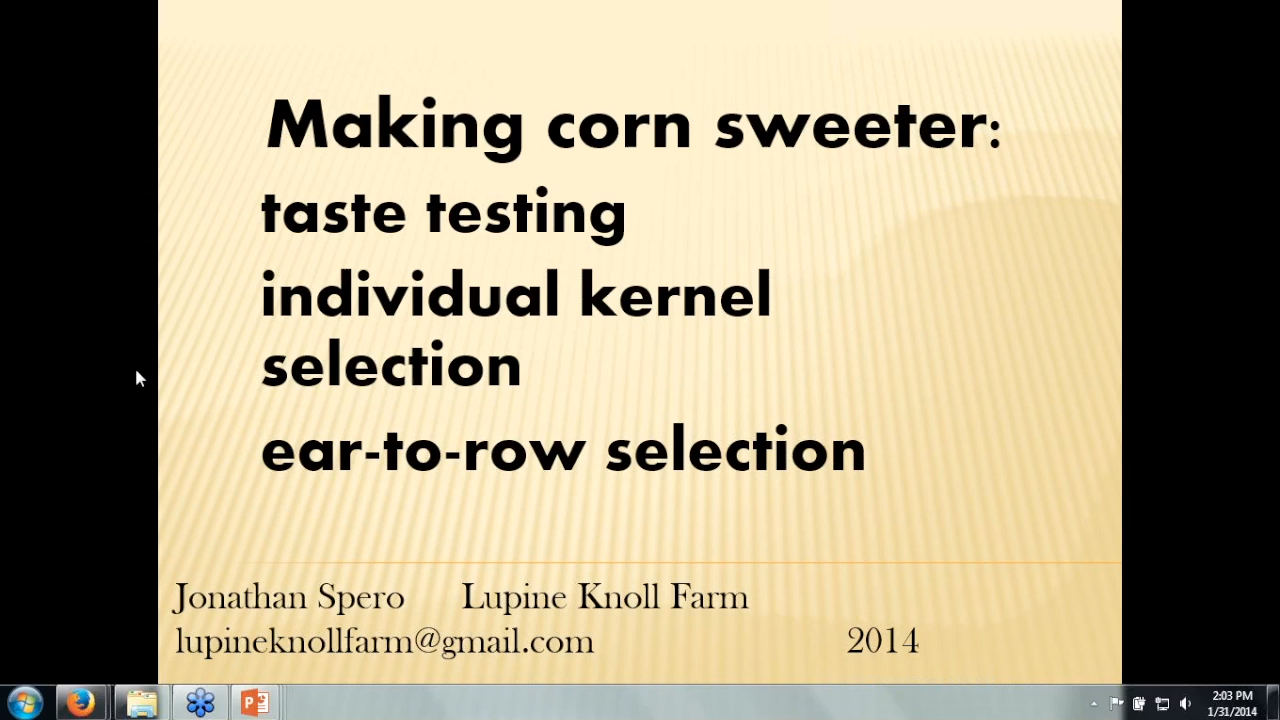 Making corn sweeter:
taste testing
individual kernel
selection
ear-to-row selection
Jonathan Spero Lupine Knoll Farm
lupineknollfarm@gmail.com 2014
2:03 PM
1/31/2014